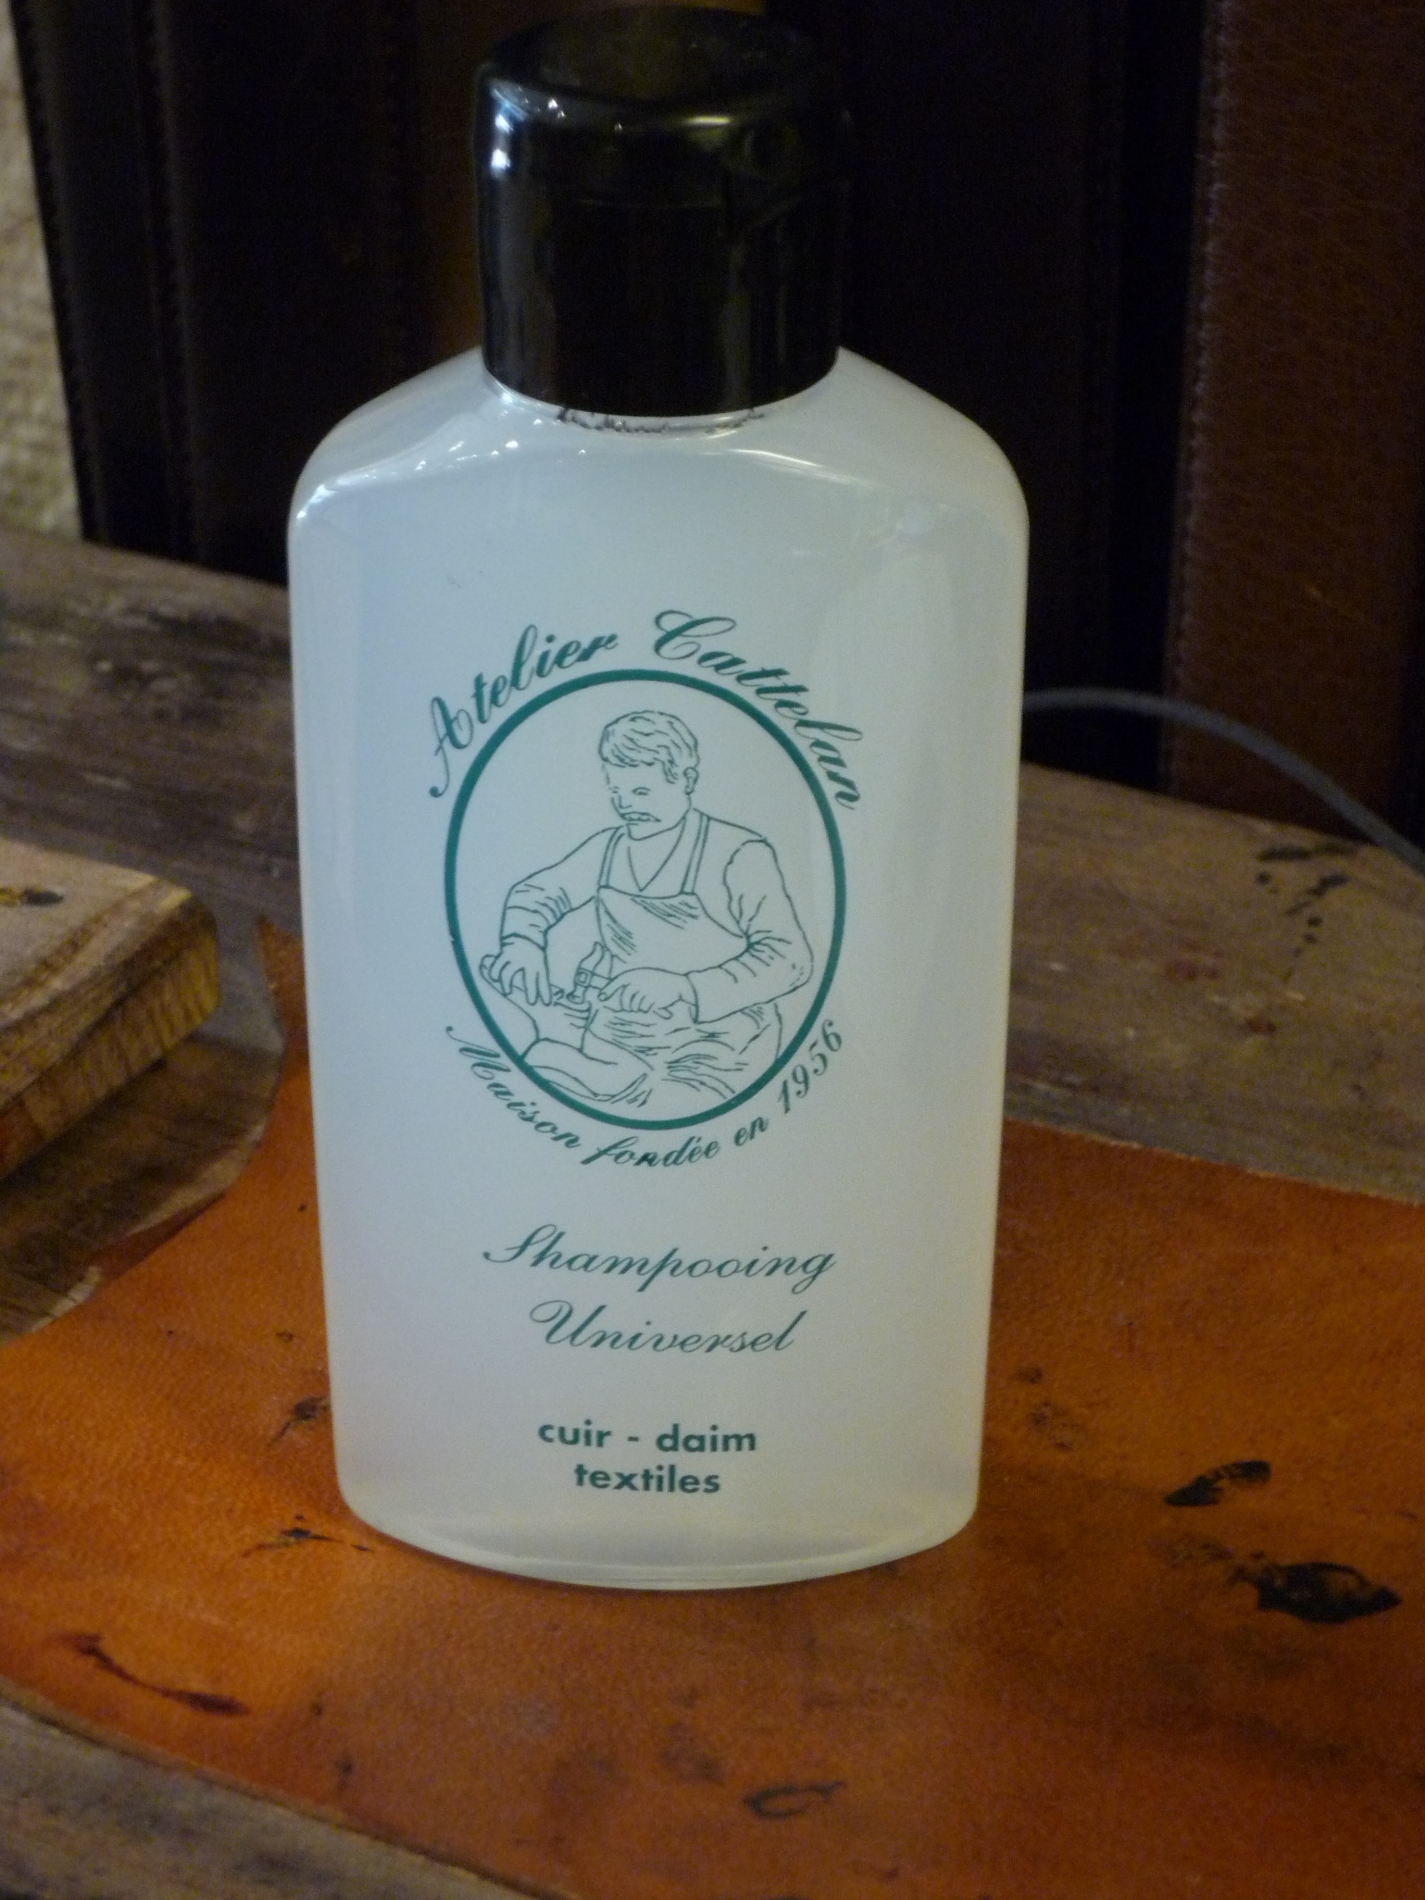 Atelier Cattelan
Maison fondée en 1956
Shampooing
Universel
cuir - daim
textiles